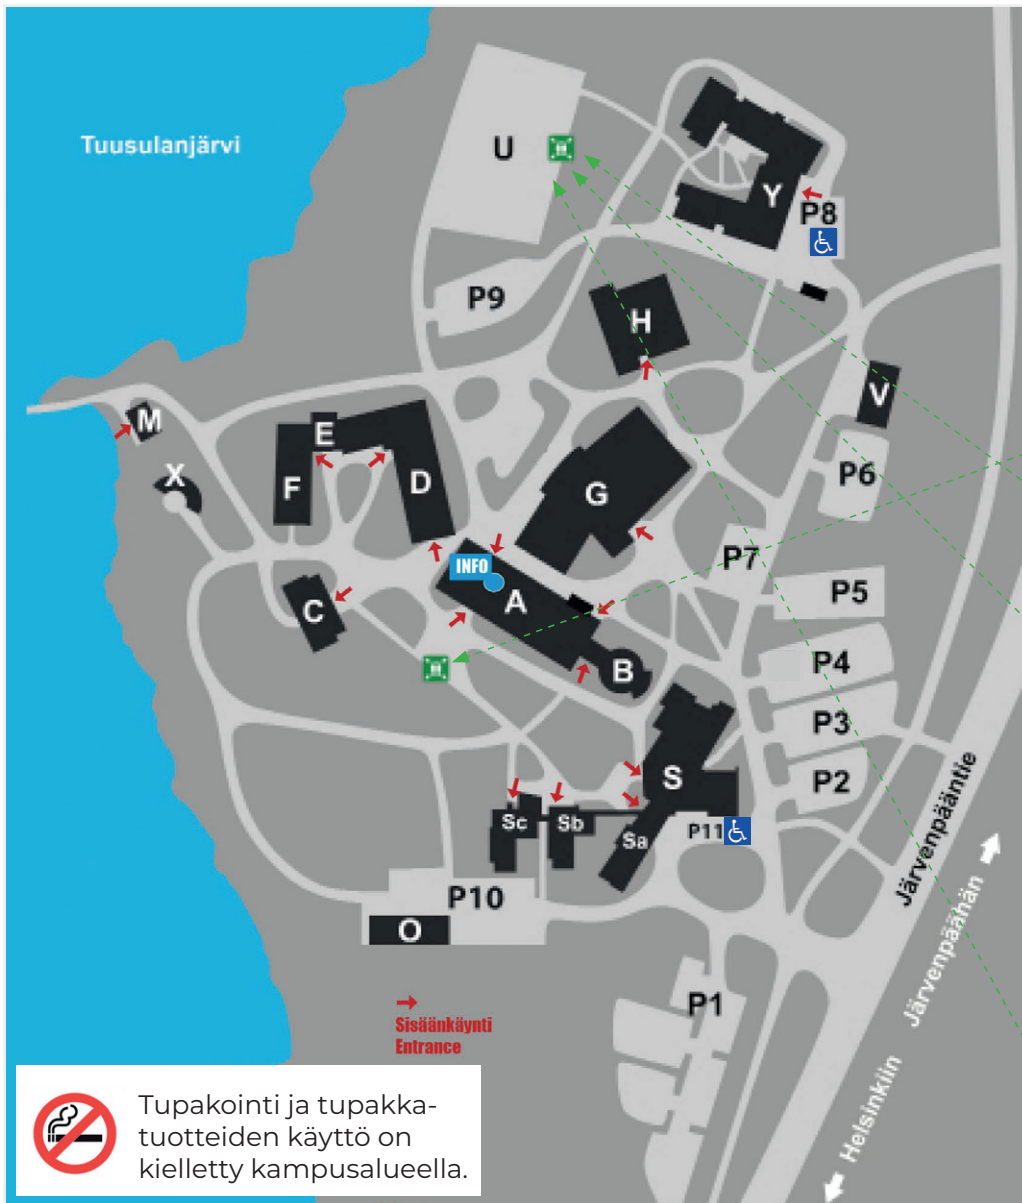 Tuusulanjärvi
U
Y
P8
P9
H
M
E
V
X
F
D
G
P6
INFO
P7
A
C
P5
B
P4
P3
S
P2
Sc
Sb
Sa
P11
P10
O
Järvenpääntie
Järvenpäähän
P1
Sisäänkäynti
Entrance
Helsinkiin
Tupakointi ja tupakka-
tuotteiden käyttö on
kielletty kampusalueella.